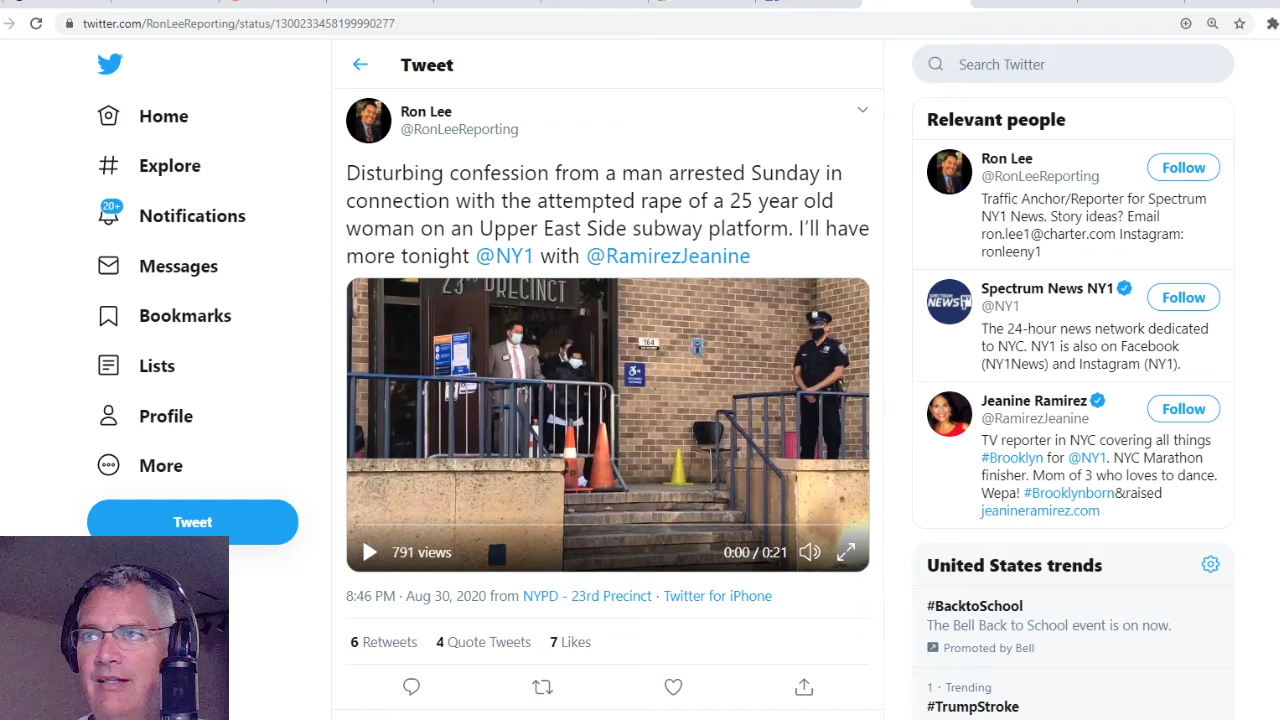 twitter.com/RonLeeReporting/status/1300233458199990277
Home
Explore
20+
Notifications
Messages
Bookmarks
Lists
Profile
More
Tweet
Tweet
Ron Lee
@RonLeeReporting
Disturbing confession from a man arrested Sunday in
connection with the attempted rape of a 25 year old
woman on an Upper East Side subway platform. I'll have
more tonight @NY1 with @RamirezJeanine
23rd PRECINCT
164
791 views
0:00 / 0:21
8:46 PM · Aug 30, 2020 from NYPD - 23rd Precinct · Twitter for iPhone
6 Retweets 4 Quote Tweets 7 Likes
Search Twitter
Relevant people
Ron Lee
@RonLeeReporting
Follow
Traffic Anchor/Reporter for Spectrum
NY1 News. Story ideas? Email
ron.lee1@charter.com Instagram:
ronleeny1
SPECTRUM
NEWS NY1
Spectrum News NY1
@NY1
Follow
The 24-hour news network dedicated
to NYC. NY1 is also on Facebook
(NY1News) and Instagram (NY1).
Jeanine Ramirez
@RamirezJeanine
Follow
TV reporter in NYC covering all things
#Brooklyn for @NY1. NYC Marathon
finisher. Mom of 3 who loves to dance.
Wepa! #Brooklynborn&raised
jeanineramirez.com
United States trends
#BacktoSchool
The Bell Back to School event is on now.
Promoted by Bell
1 · Trending
#TrumpStroke